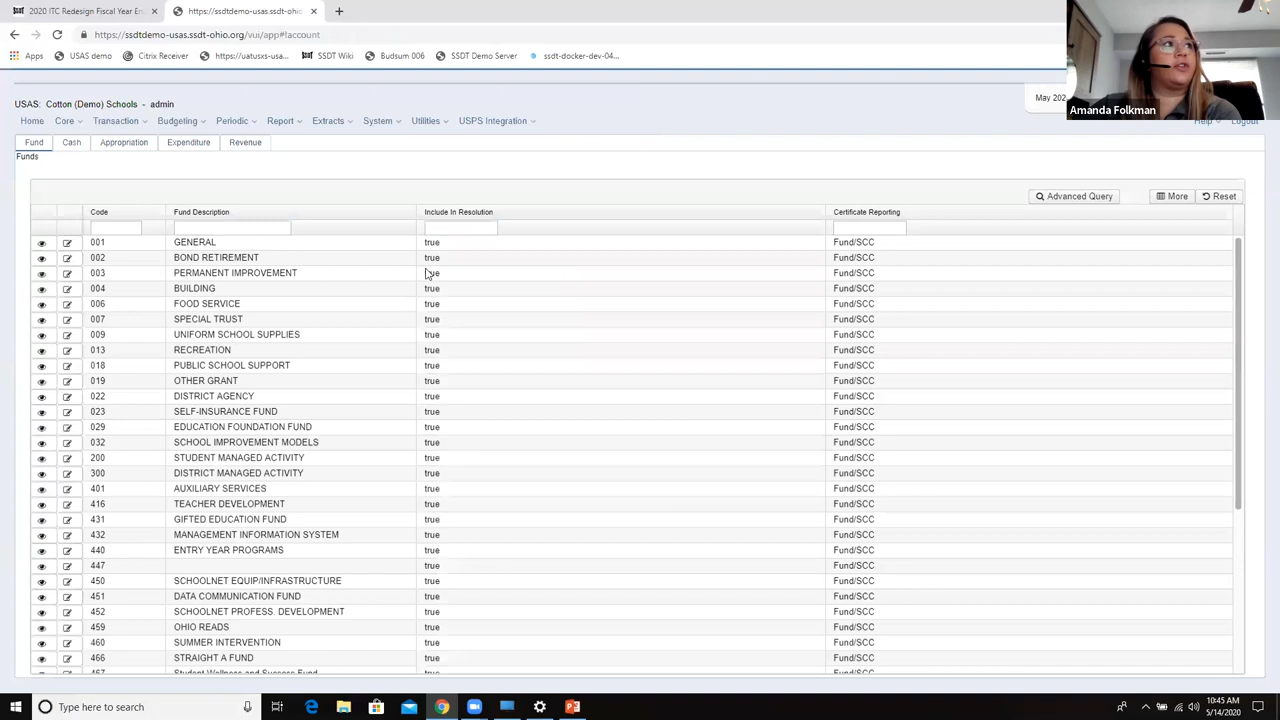 2020 ITC Redesign Fiscal Year En
https://ssdtdemo-usas.ssdt-ohio
https://ssdtdemo-usas.ssdt-ohio.org/vui/app#!account
Apps
USAS demo
Citrix Receiver
https://uatusxs-usa...
SSDT Wiki
Budsum 006
SSDT Demo Server
ssdt-docker-dev-04...
USAS: Cotton (Demo) Schools - admin
May 202
Amanda Folkman
Home Core Transaction Budgeting Periodic Report Extracts System Utilities USPS Integration Help Logout
Fund Cash Appropriation Expenditure Revenue
Funds
Advanced Query More Reset
Code Fund Description Include In Resolution Certificate Reporting
001 GENERAL true Fund/SCC
002 BOND RETIREMENT true Fund/SCC
003 PERMANENT IMPROVEMENT true Fund/SCC
004 BUILDING true Fund/SCC
006 FOOD SERVICE true Fund/SCC
007 SPECIAL TRUST true Fund/SCC
009 UNIFORM SCHOOL SUPPLIES true Fund/SCC
013 RECREATION true Fund/SCC
018 PUBLIC SCHOOL SUPPORT true Fund/SCC
019 OTHER GRANT true Fund/SCC
022 DISTRICT AGENCY true Fund/SCC
023 SELF-INSURANCE FUND true Fund/SCC
029 EDUCATION FOUNDATION FUND true Fund/SCC
032 SCHOOL IMPROVEMENT MODELS true Fund/SCC
200 STUDENT MANAGED ACTIVITY true Fund/SCC
300 DISTRICT MANAGED ACTIVITY true Fund/SCC
401 AUXILIARY SERVICES true Fund/SCC
416 TEACHER DEVELOPMENT true Fund/SCC
431 GIFTED EDUCATION FUND true Fund/SCC
432 MANAGEMENT INFORMATION SYSTEM true Fund/SCC
440 ENTRY YEAR PROGRAMS true Fund/SCC
447 true Fund/SCC
450 SCHOOLNET EQUIP/INFRASTRUCTURE true Fund/SCC
451 DATA COMMUNICATION FUND true Fund/SCC
452 SCHOOLNET PROFESS. DEVELOPMENT true Fund/SCC
459 OHIO READS true Fund/SCC
460 SUMMER INTERVENTION true Fund/SCC
466 STRAIGHT A FUND true Fund/SCC
467 Student Wellness and Success Fund true Fund/SCC
Type here to search
10:45 AM
5/14/2020